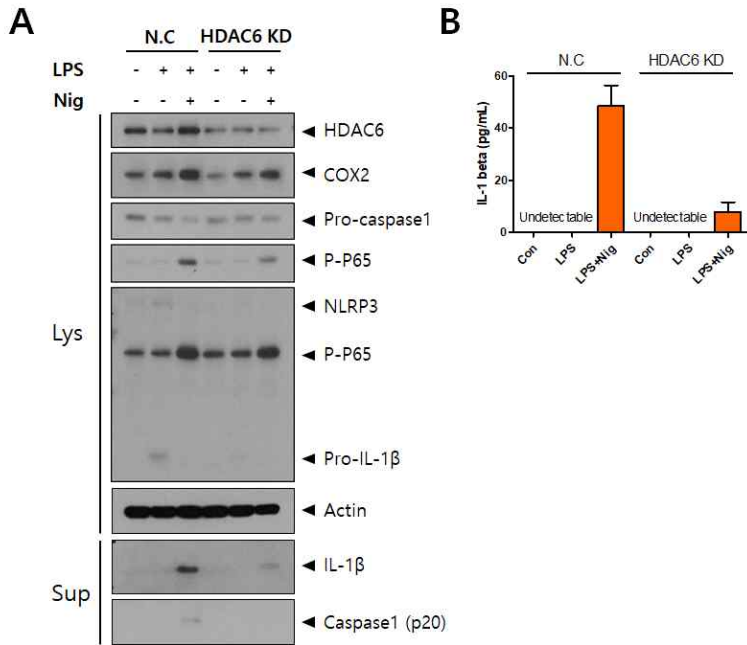 A
N.C HDAC6 KD
LPS - + + - + +
Nig - - + - - +
Lys
HDAC6
COX2
Pro-caspase1
P-P65
NLRP3
P-P65
Pro-IL-1β
Actin
Sup
IL-1β
Caspase1 (p20)
B
N.C HDAC6 KD
IL-1 beta (pg/mL)
60
40
20
0
Undetectable Undetectable
Con LPS LPS+Nig Con LPS LPS+Nig